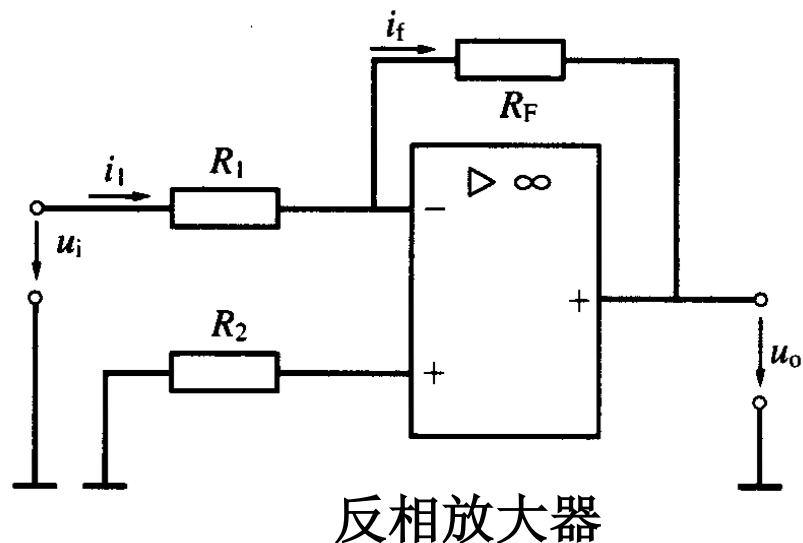 i_f
R_F
▷ ∞
i_1
R_1
−
u_i
+
R_2
u_o
+
反相放大器